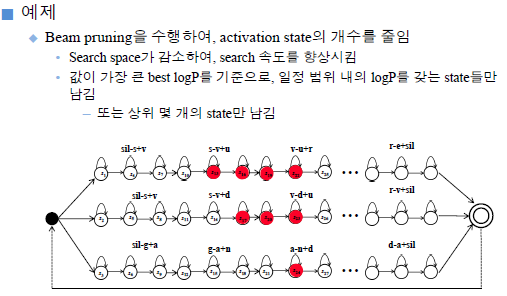 예제
Beam pruning을 수행하여, activation state의 개수를 줄임
Search space가 감소하여, search 속도를 향상시킴
값이 가장 큰 best logP를 기준으로, 일정 범위 내의 logP를 갖는 state들만
남김
– 또는 상위 몇 개의 state만 남김
sil-s+v s-v+u v-u+r r-e+sil
...
sil-s+v s-v+d v-d+u r-v+sil
...
sil-g+a g-a+n a-n+d d-a+sil
...